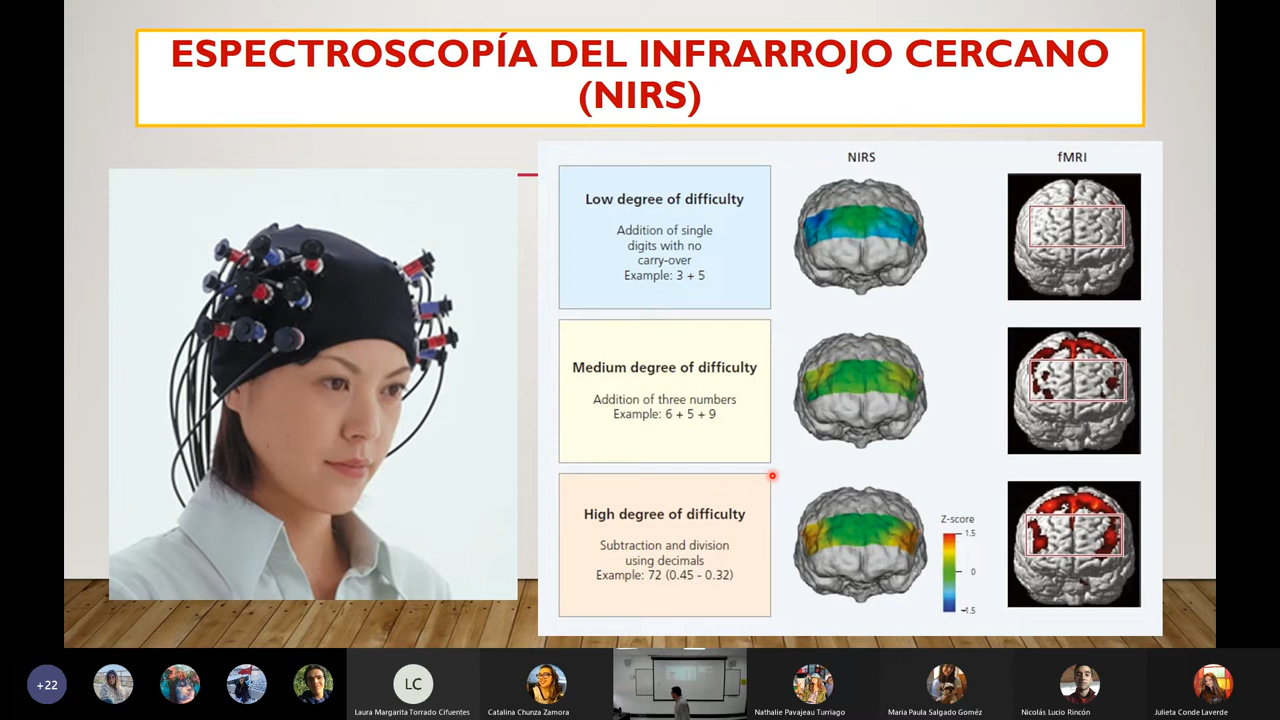 ESPECTROSCOPÍA DEL INFRARROJO CERCANO
(NIRS)
NIRS
fMRI
Low degree of difficulty
Addition of single
digits with no
carry-over
Example: 3 + 5
Medium degree of difficulty
Addition of three numbers
Example: 6 + 5 + 9
High degree of difficulty
Subtraction and division
using decimals
Example: 72 (0.45 - 0.32)
Z-score
1.5
0
-1.5
+22
LC
Laura Margarita Torrado Cifuentes
Catalina Chunza Zamora
Nathalie Pavajeau Turriago
Maria Paula Salgado Goméz
Nicolás Lucio Rincón
Julieta Conde Laverde